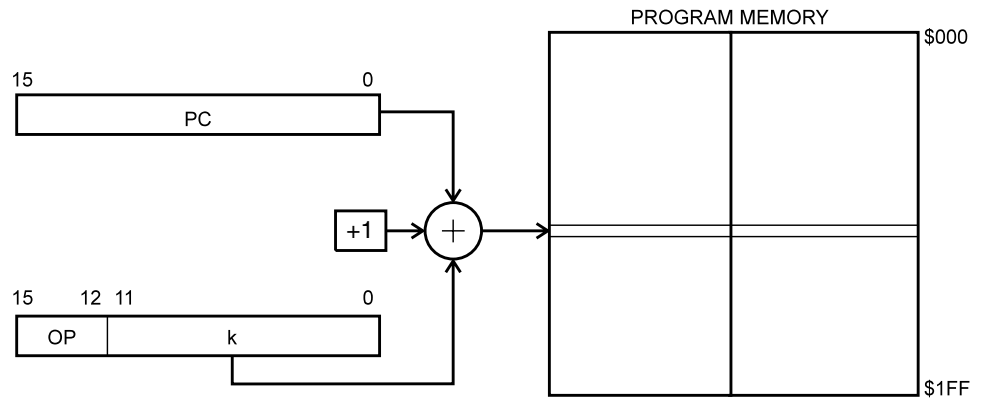 PROGRAM MEMORY
$000
15 0
PC
+1
+
15 12 11 0
OP k
$1FF